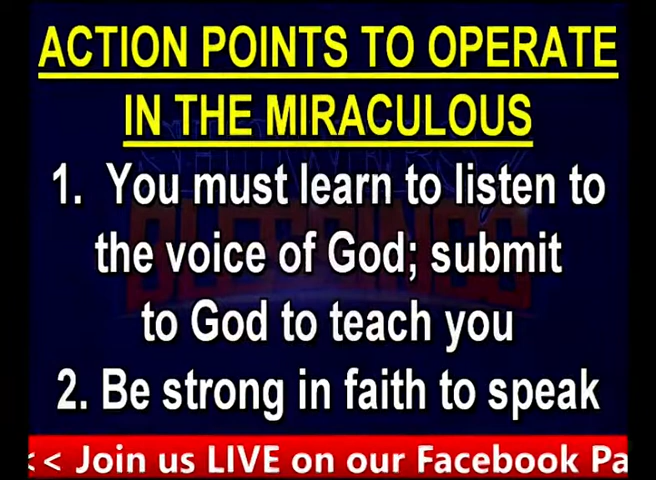 ACTION POINTS TO OPERATE
IN THE MIRACULOUS
1. You must learn to listen to
the voice of God; submit
to God to teach you
2. Be strong in faith to speak
< < Join us LIVE on our Facebook Pa